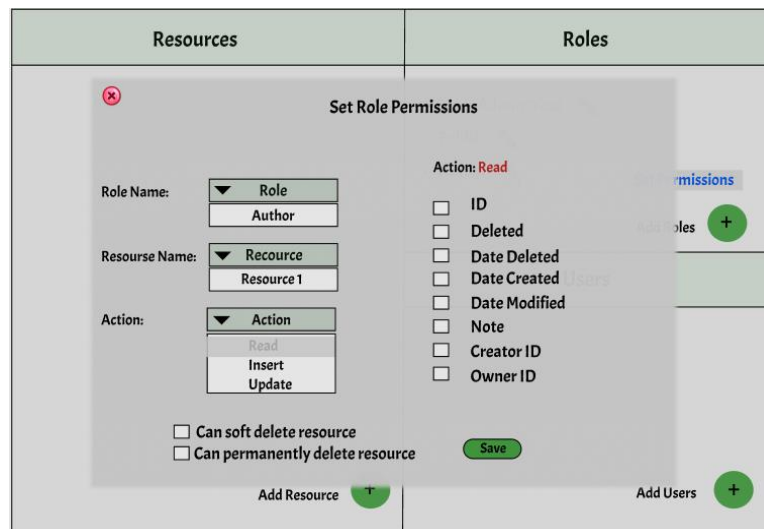 Resources
Roles
Set Role Permissions
Role Name:
Role
Author
Resourse Name:
Recource
Resource 1
Action:
Action
Read
Insert
Update
Can soft delete resource
Can permanently delete resource
Action: Read
ID
Deleted
Date Deleted
Date Created
Date Modified
Note
Creator ID
Owner ID
Save
Permissions
Add Roles
+
Users
Add Resource
+
Add Users
+